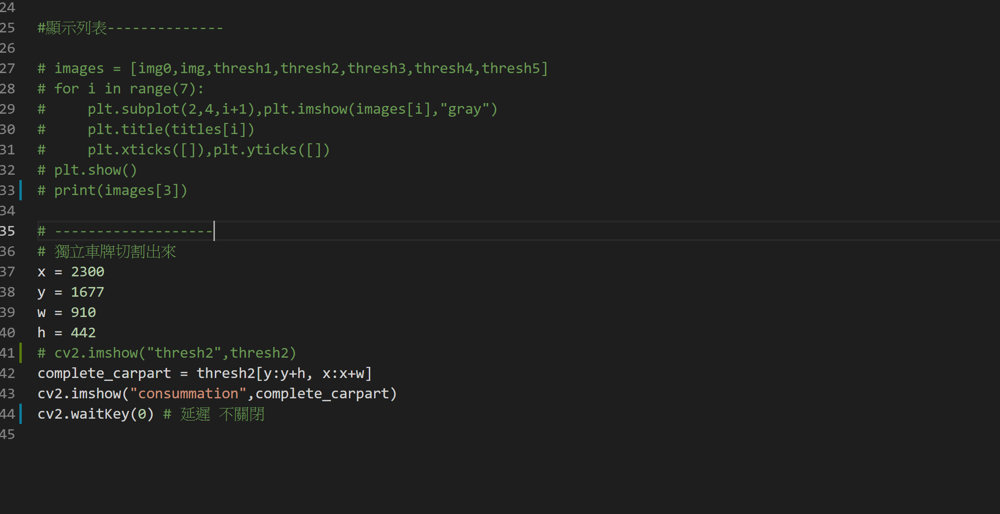 24
25 #顯示列表--------------
26
27 # images = [img0,img,thresh1,thresh2,thresh3,thresh4,thresh5]
28 # for i in range(7):
29 #     plt.subplot(2,4,i+1),plt.imshow(images[i],"gray")
30 #     plt.title(titles[i])
31 #     plt.xticks([]),plt.yticks([])
32 # plt.show()
33 # print(images[3])
34
35 # -------------------
36 # 獨立車牌切割出來
37 x = 2300
38 y = 1677
39 w = 910
40 h = 442
41 # cv2.imshow("thresh2",thresh2)
42 complete_carpart = thresh2[y:y+h, x:x+w]
43 cv2.imshow("consummation",complete_carpart)
44 cv2.waitKey(0) # 延遲 不關閉
45